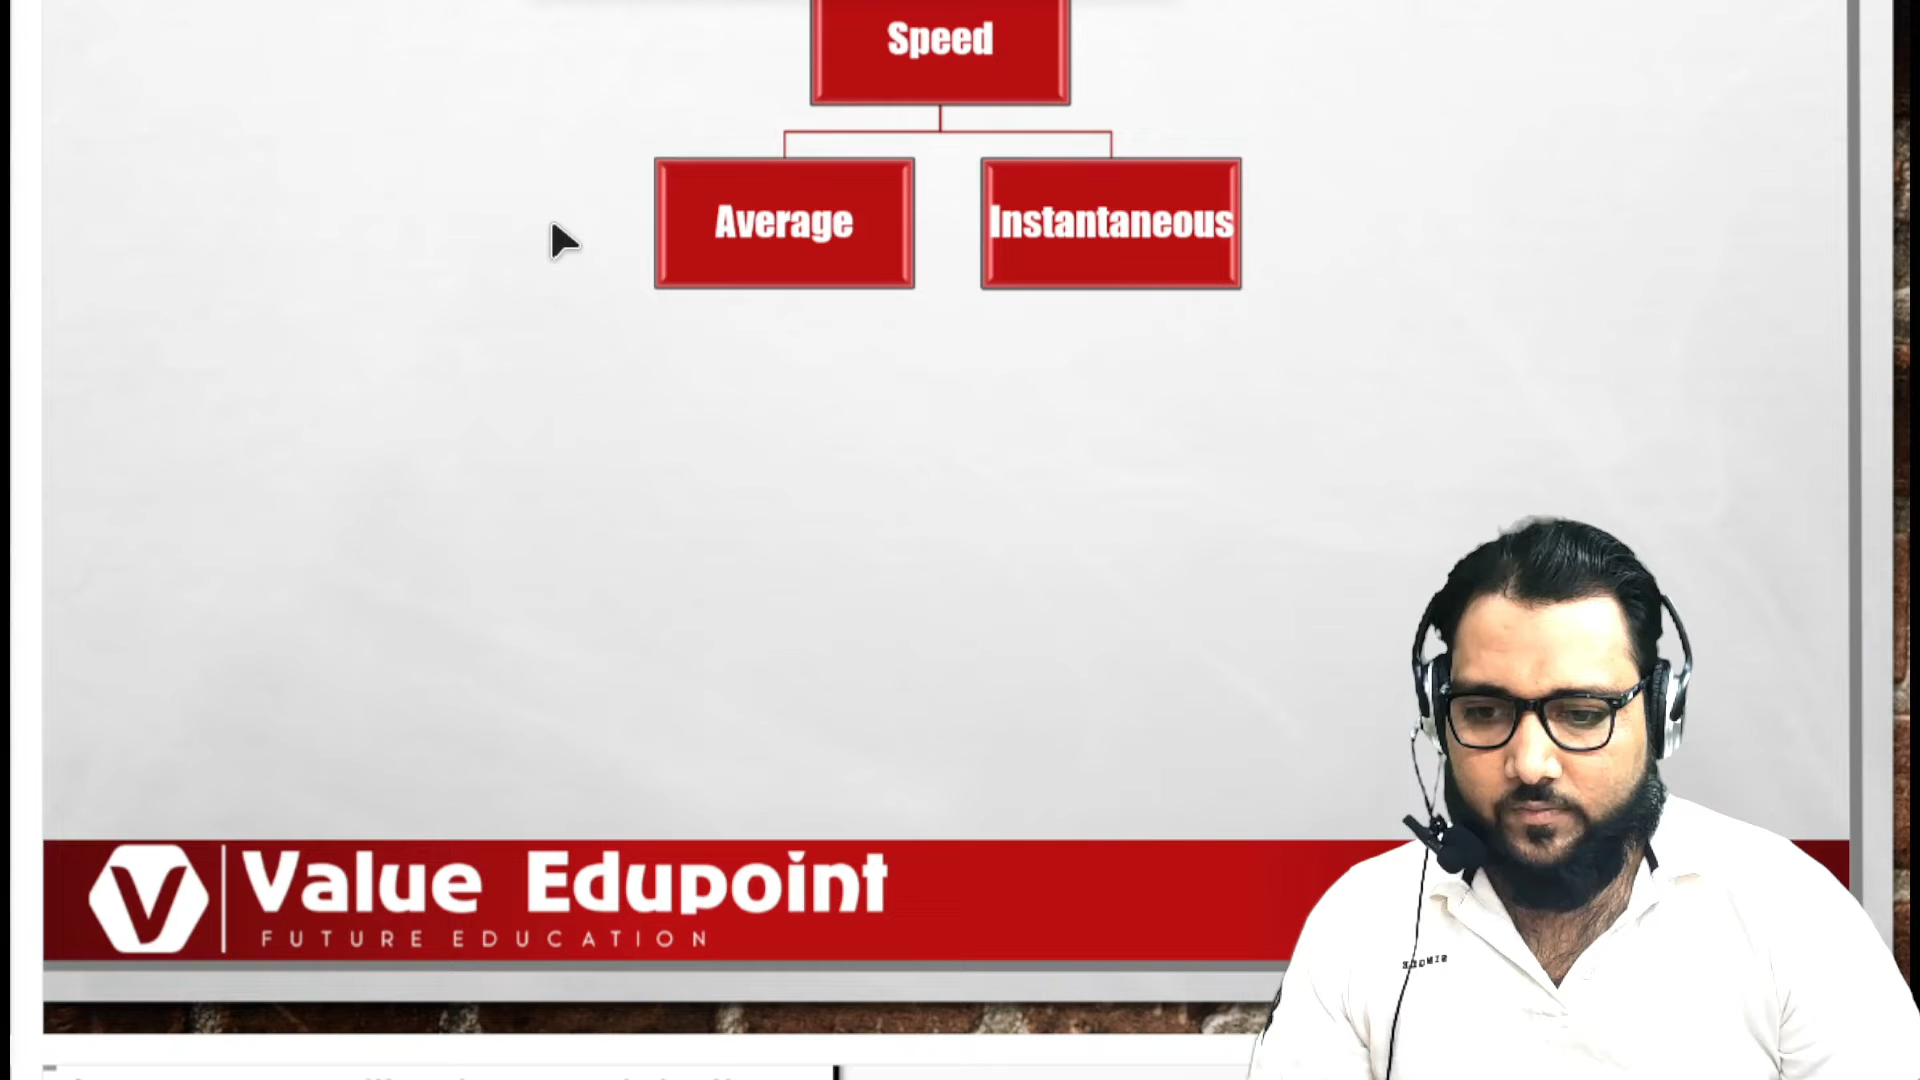 Speed
Average
Instantaneous
Value Edupoint
FUTURE EDUCATION